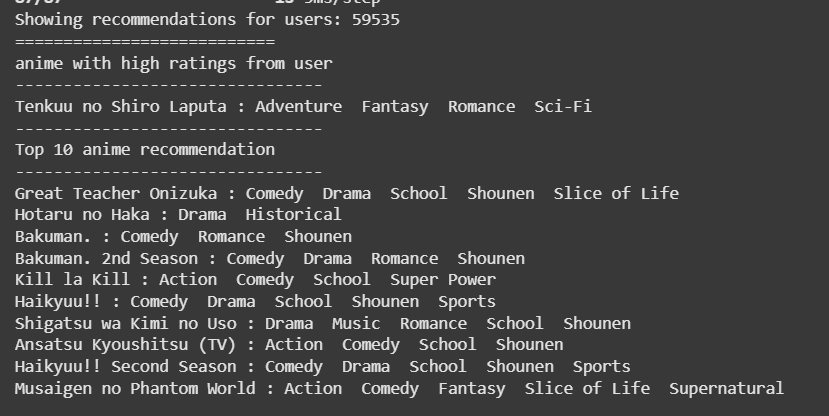 Showing recommendations for users: 59535
===========================
anime with high ratings from user
--------------------------------
Tenkuu no Shiro Laputa : Adventure  Fantasy  Romance  Sci-Fi
--------------------------------
Top 10 anime recommendation
--------------------------------
Great Teacher Onizuka : Comedy  Drama  School  Shounen  Slice of Life
Hotaru no Haka : Drama  Historical
Bakuman. : Comedy  Romance  Shounen
Bakuman. 2nd Season : Comedy  Drama  Romance  Shounen
Kill la Kill : Action  Comedy  School  Super Power
Haikyuu!! : Comedy  Drama  School  Shounen  Sports
Shigatsu wa Kimi no Uso : Drama  Music  Romance  School  Shounen
Ansatsu Kyoushitsu (TV) : Action  Comedy  School  Shounen
Haikyuu!! Second Season : Comedy  Drama  School  Shounen  Sports
Musaigen no Phantom World : Action  Comedy  Fantasy  Slice of Life  Supernatural